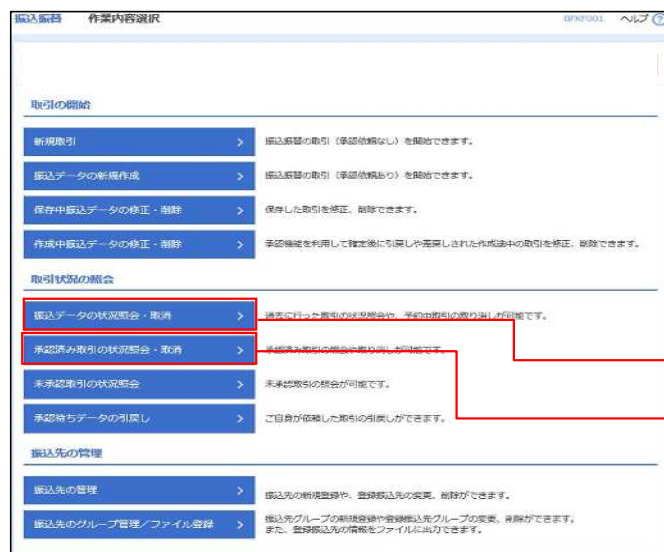 振込振替 作業内容選択 BFKF001 ヘルプ ?
取引の開始
新規取引 > 振込振替の取引（承認依頼なし）を開始できます。
振込データの新規作成 > 振込振替の取引（承認依頼あり）を開始できます。
保存中振込データの修正・削除 > 保存した取引を修正、削除できます。
作成中振込データの修正・削除 > 承認機能を利用して確定後に引戻しや差戻しされた作成途中の取引を修正、削除できます。
取引状況の照会
振込データの状況照会・取消 > 過去に行った取引の状況照会や、予約中取引の取り消しが可能です。
承認済み取引の状況照会・取消 > 承認済み取引の照会や取り消しが可能です。
未承認取引の状況照会 > 未承認取引の照会が可能です。
承認待ちデータの引戻し > ご自身が依頼した取引の引戻しができます。
振込先の管理
振込先の管理 > 振込先の新規登録や、登録振込先の変更、削除ができます。
振込先のグループ管理／ファイル登録 > 振込先グループの新規登録や登録振込先グループの変更、削除ができます。
また、登録振込先の情報をファイルに出力できます。